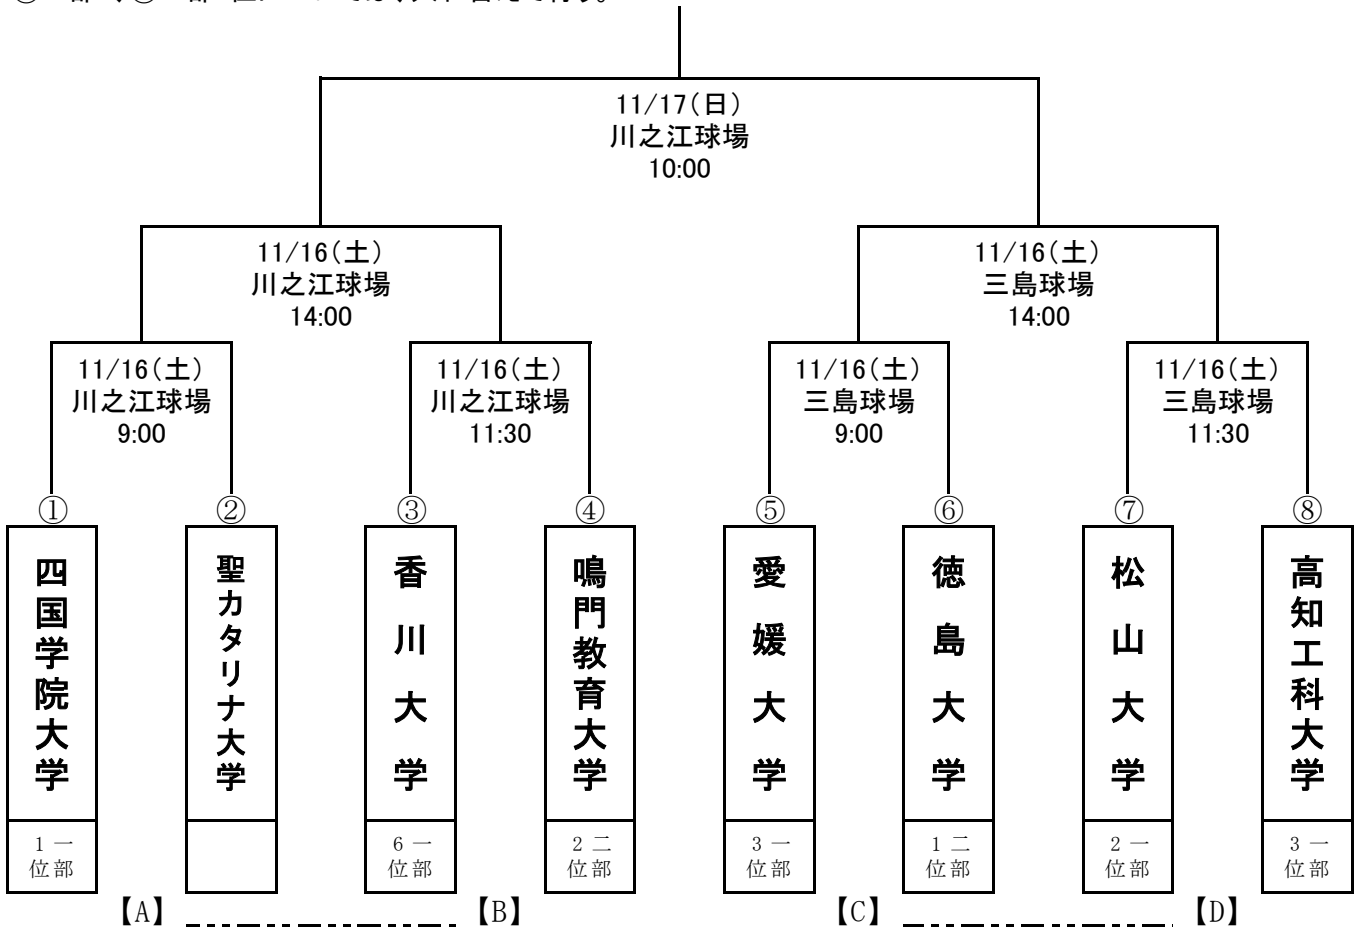 11/17(日)
川之江球場
10:00
11/16(土)
川之江球場
14:00
11/16(土)
三島球場
14:00
11/16(土)
川之江球場
9:00
11/16(土)
川之江球場
11:30
11/16(土)
三島球場
9:00
11/16(土)
三島球場
11:30
①
②
③
④
⑤
⑥
⑦
⑧
四国学院大学
聖カタリナ大学
香川大学
鳴門教育大学
愛媛大学
徳島大学
松山大学
高知工科大学
一部
1位
一部
6位
二部
2位
一部
3位
二部
1位
一部
2位
一部
3位
【A】
【B】
【C】
【D】